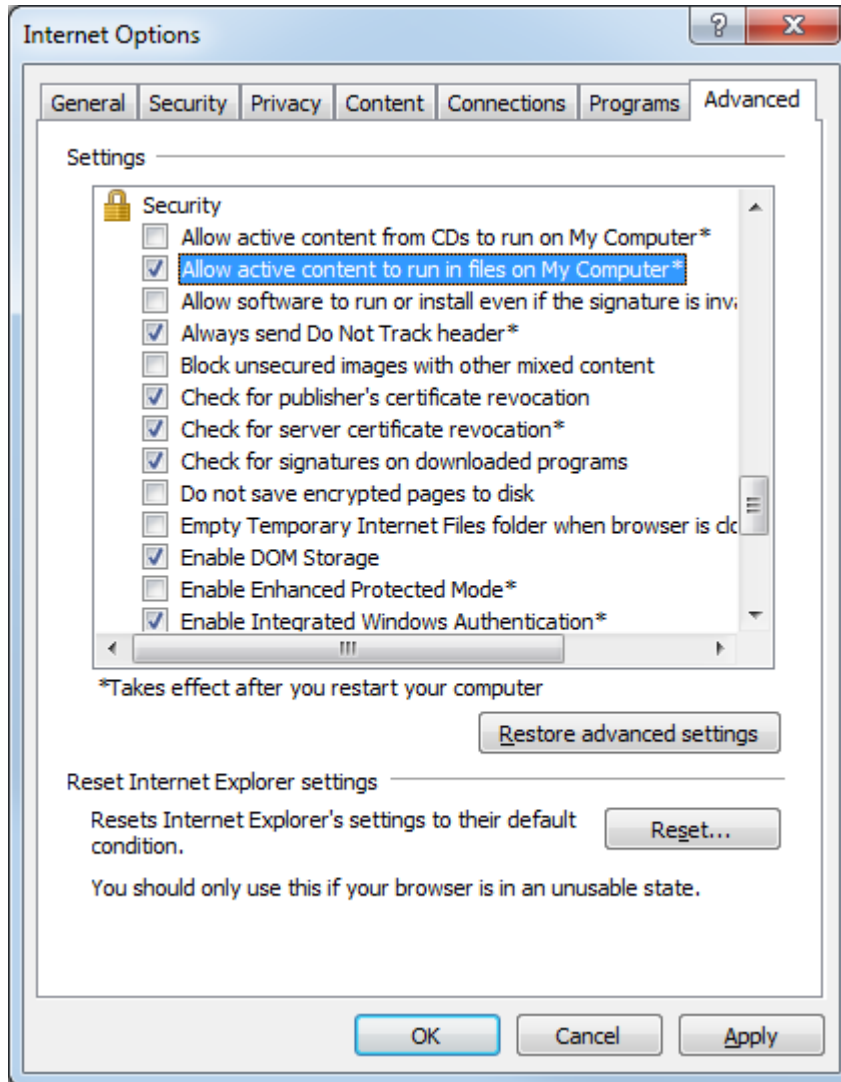 Internet Options
General Security Privacy Content Connections Programs Advanced
Settings
Security
Allow active content from CDs to run on My Computer*
Allow active content to run in files on My Computer*
Allow software to run or install even if the signature is inva
Always send Do Not Track header*
Block unsecured images with other mixed content
Check for publisher's certificate revocation
Check for server certificate revocation*
Check for signatures on downloaded programs
Do not save encrypted pages to disk
Empty Temporary Internet Files folder when browser is clo
Enable DOM Storage
Enable Enhanced Protected Mode*
Enable Integrated Windows Authentication*
*Takes effect after you restart your computer
Restore advanced settings
Reset Internet Explorer settings
Resets Internet Explorer's settings to their default
condition.
Reset...
You should only use this if your browser is in an unusable state.
OK Cancel Apply